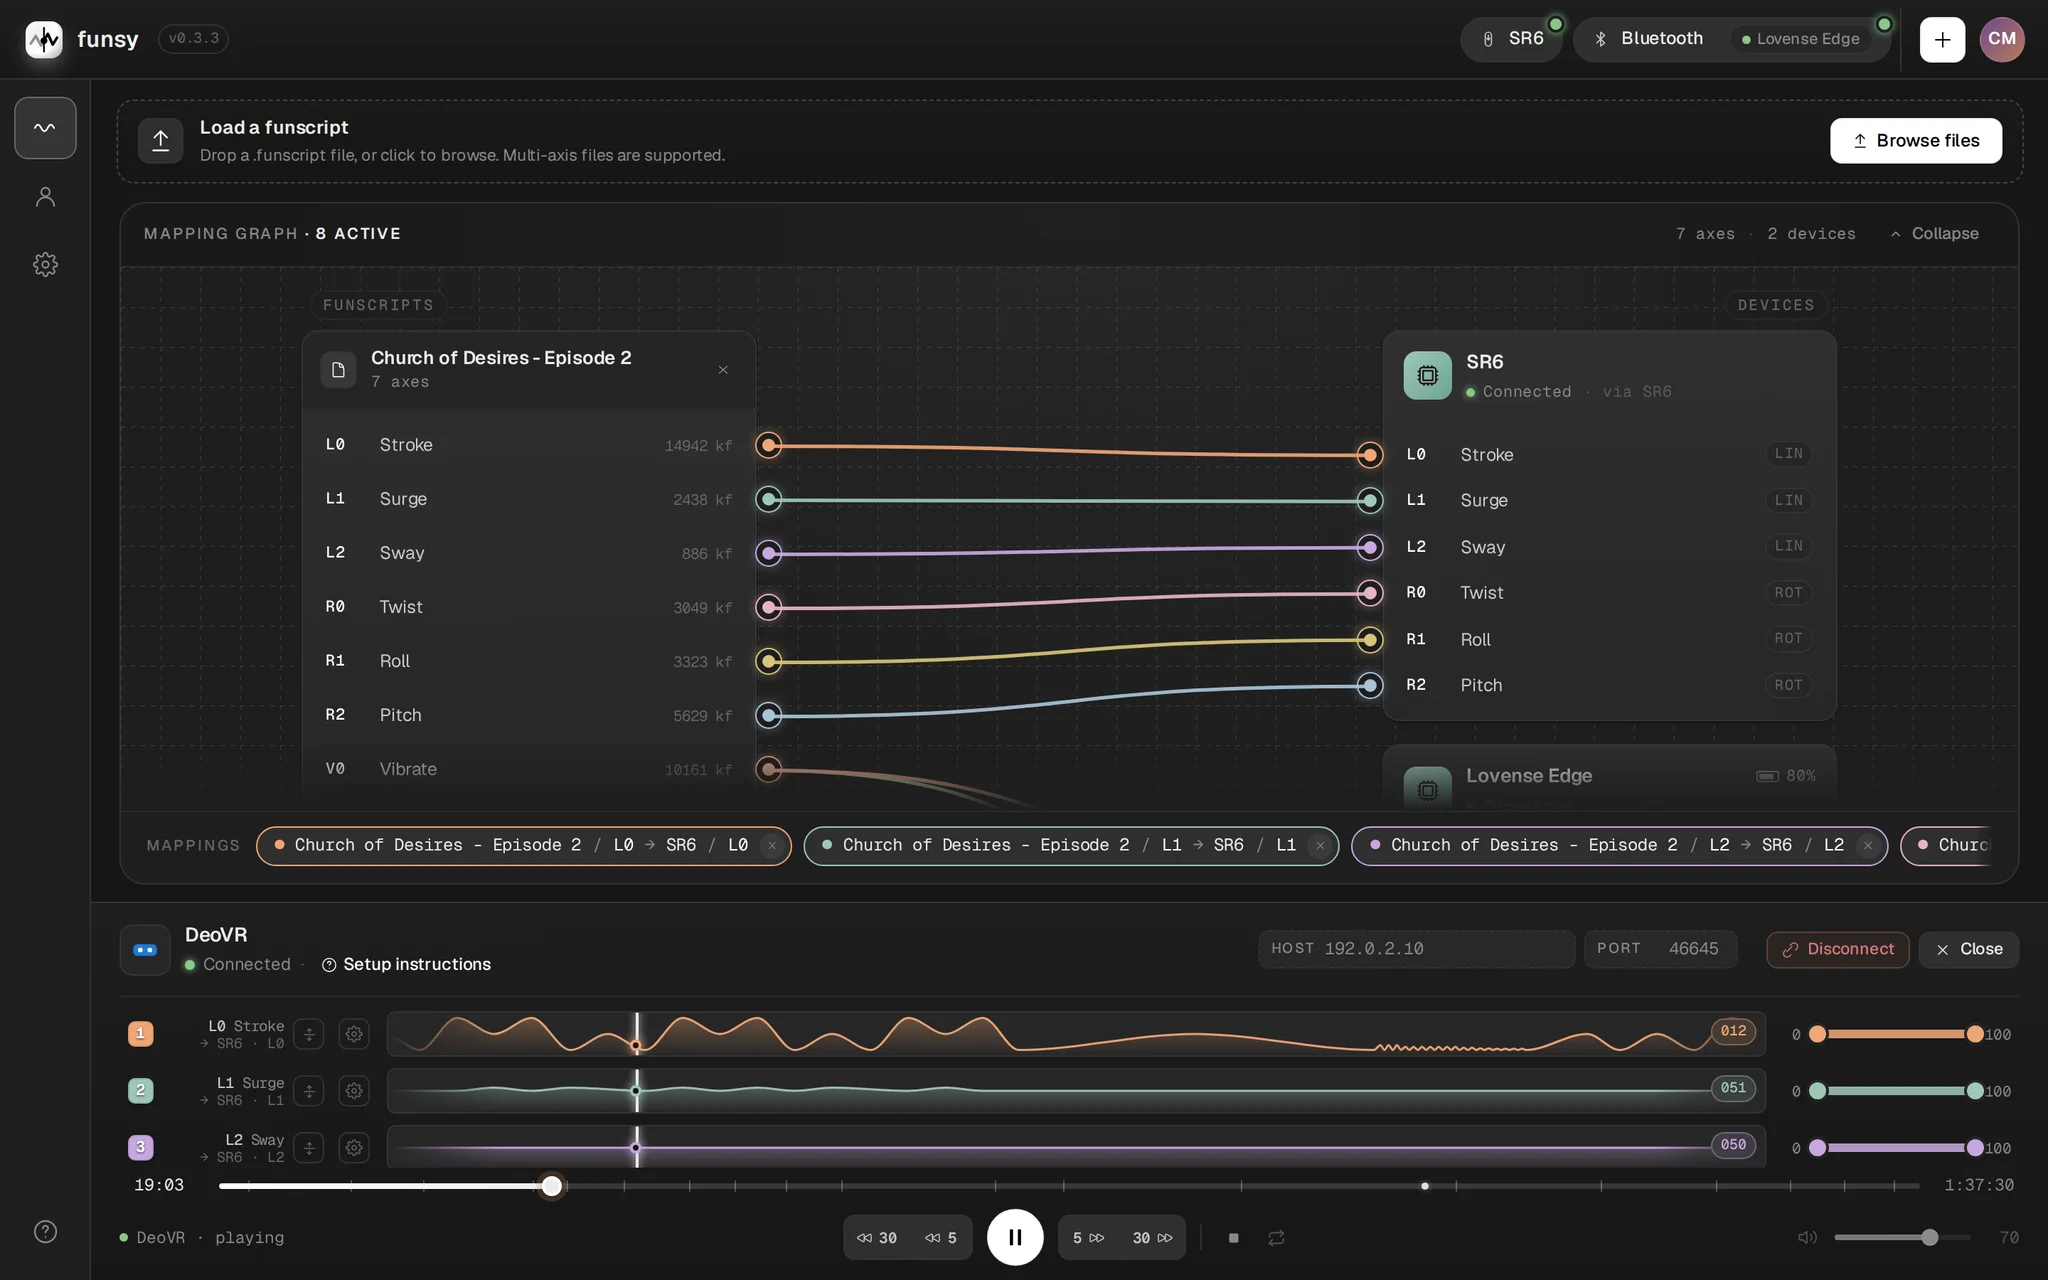 funsy v0.3.3
SR6
Bluetooth Lovense Edge
CM
Load a funscript
Drop a .funscript file, or click to browse. Multi-axis files are supported.
Browse files
MAPPING GRAPH · 8 ACTIVE
7 axes · 2 devices Collapse
FUNSCRIPTS
DEVICES
Church of Desires - Episode 2
7 axes
L0 Stroke 14942 kf
L1 Surge 2438 kf
L2 Sway 886 kf
R0 Twist 3049 kf
R1 Roll 3323 kf
R2 Pitch 5629 kf
V0 Vibrate 10161 kf
SR6
Connected · via SR6
L0 Stroke LIN
L1 Surge LIN
L2 Sway LIN
R0 Twist ROT
R1 Roll ROT
R2 Pitch ROT
Lovense Edge 80%
MAPPINGS
Church of Desires - Episode 2 / L0 → SR6 / L0
Church of Desires - Episode 2 / L1 → SR6 / L1
Church of Desires - Episode 2 / L2 → SR6 / L2
DeoVR
Connected · Setup instructions
HOST 192.0.2.10
PORT 46645
Disconnect
Close
1 L0 Stroke
→ SR6 · L0
012
0 100
2 L1 Surge
→ SR6 · L1
051
0 100
3 L2 Sway
→ SR6 · L2
050
0 100
19:03
1:37:30
DeoVR · playing
30 5
5 30
70